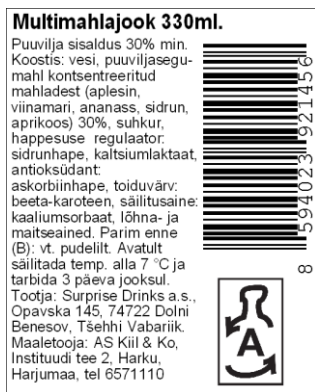 Multimahlajook 330ml.
Puuvilja sisaldus 30% min.
Koostis: vesi, puuviljasegu-
mahl kontsentreeritud
mahladest (aplesin,
viinamari, ananass, sidrun,
aprikoos) 30%, suhkur,
happesuse regulaator:
sidrunhape, kaltsiumlaktaat,
antioksüdant:
askorbiinhape, toiduvärv:
beeta-karoteen, säilitusaine:
kaaliumsorbaat, lõhna- ja
maitseained. Parim enne
(B): vt. pudelilt. Avatult
säilitada temp. alla 7 °C ja
tarbida 3 päeva jooksul.
Tootja: Surprise Drinks a.s.,
Opavska 145, 74722 Dolni
Benesov, Tšehhi Vabariik.
Maaletooja: AS Kiil & Ko,
Instituudi tee 2, Harku,
Harjumaa, tel 6571110
8 594023 921456
A